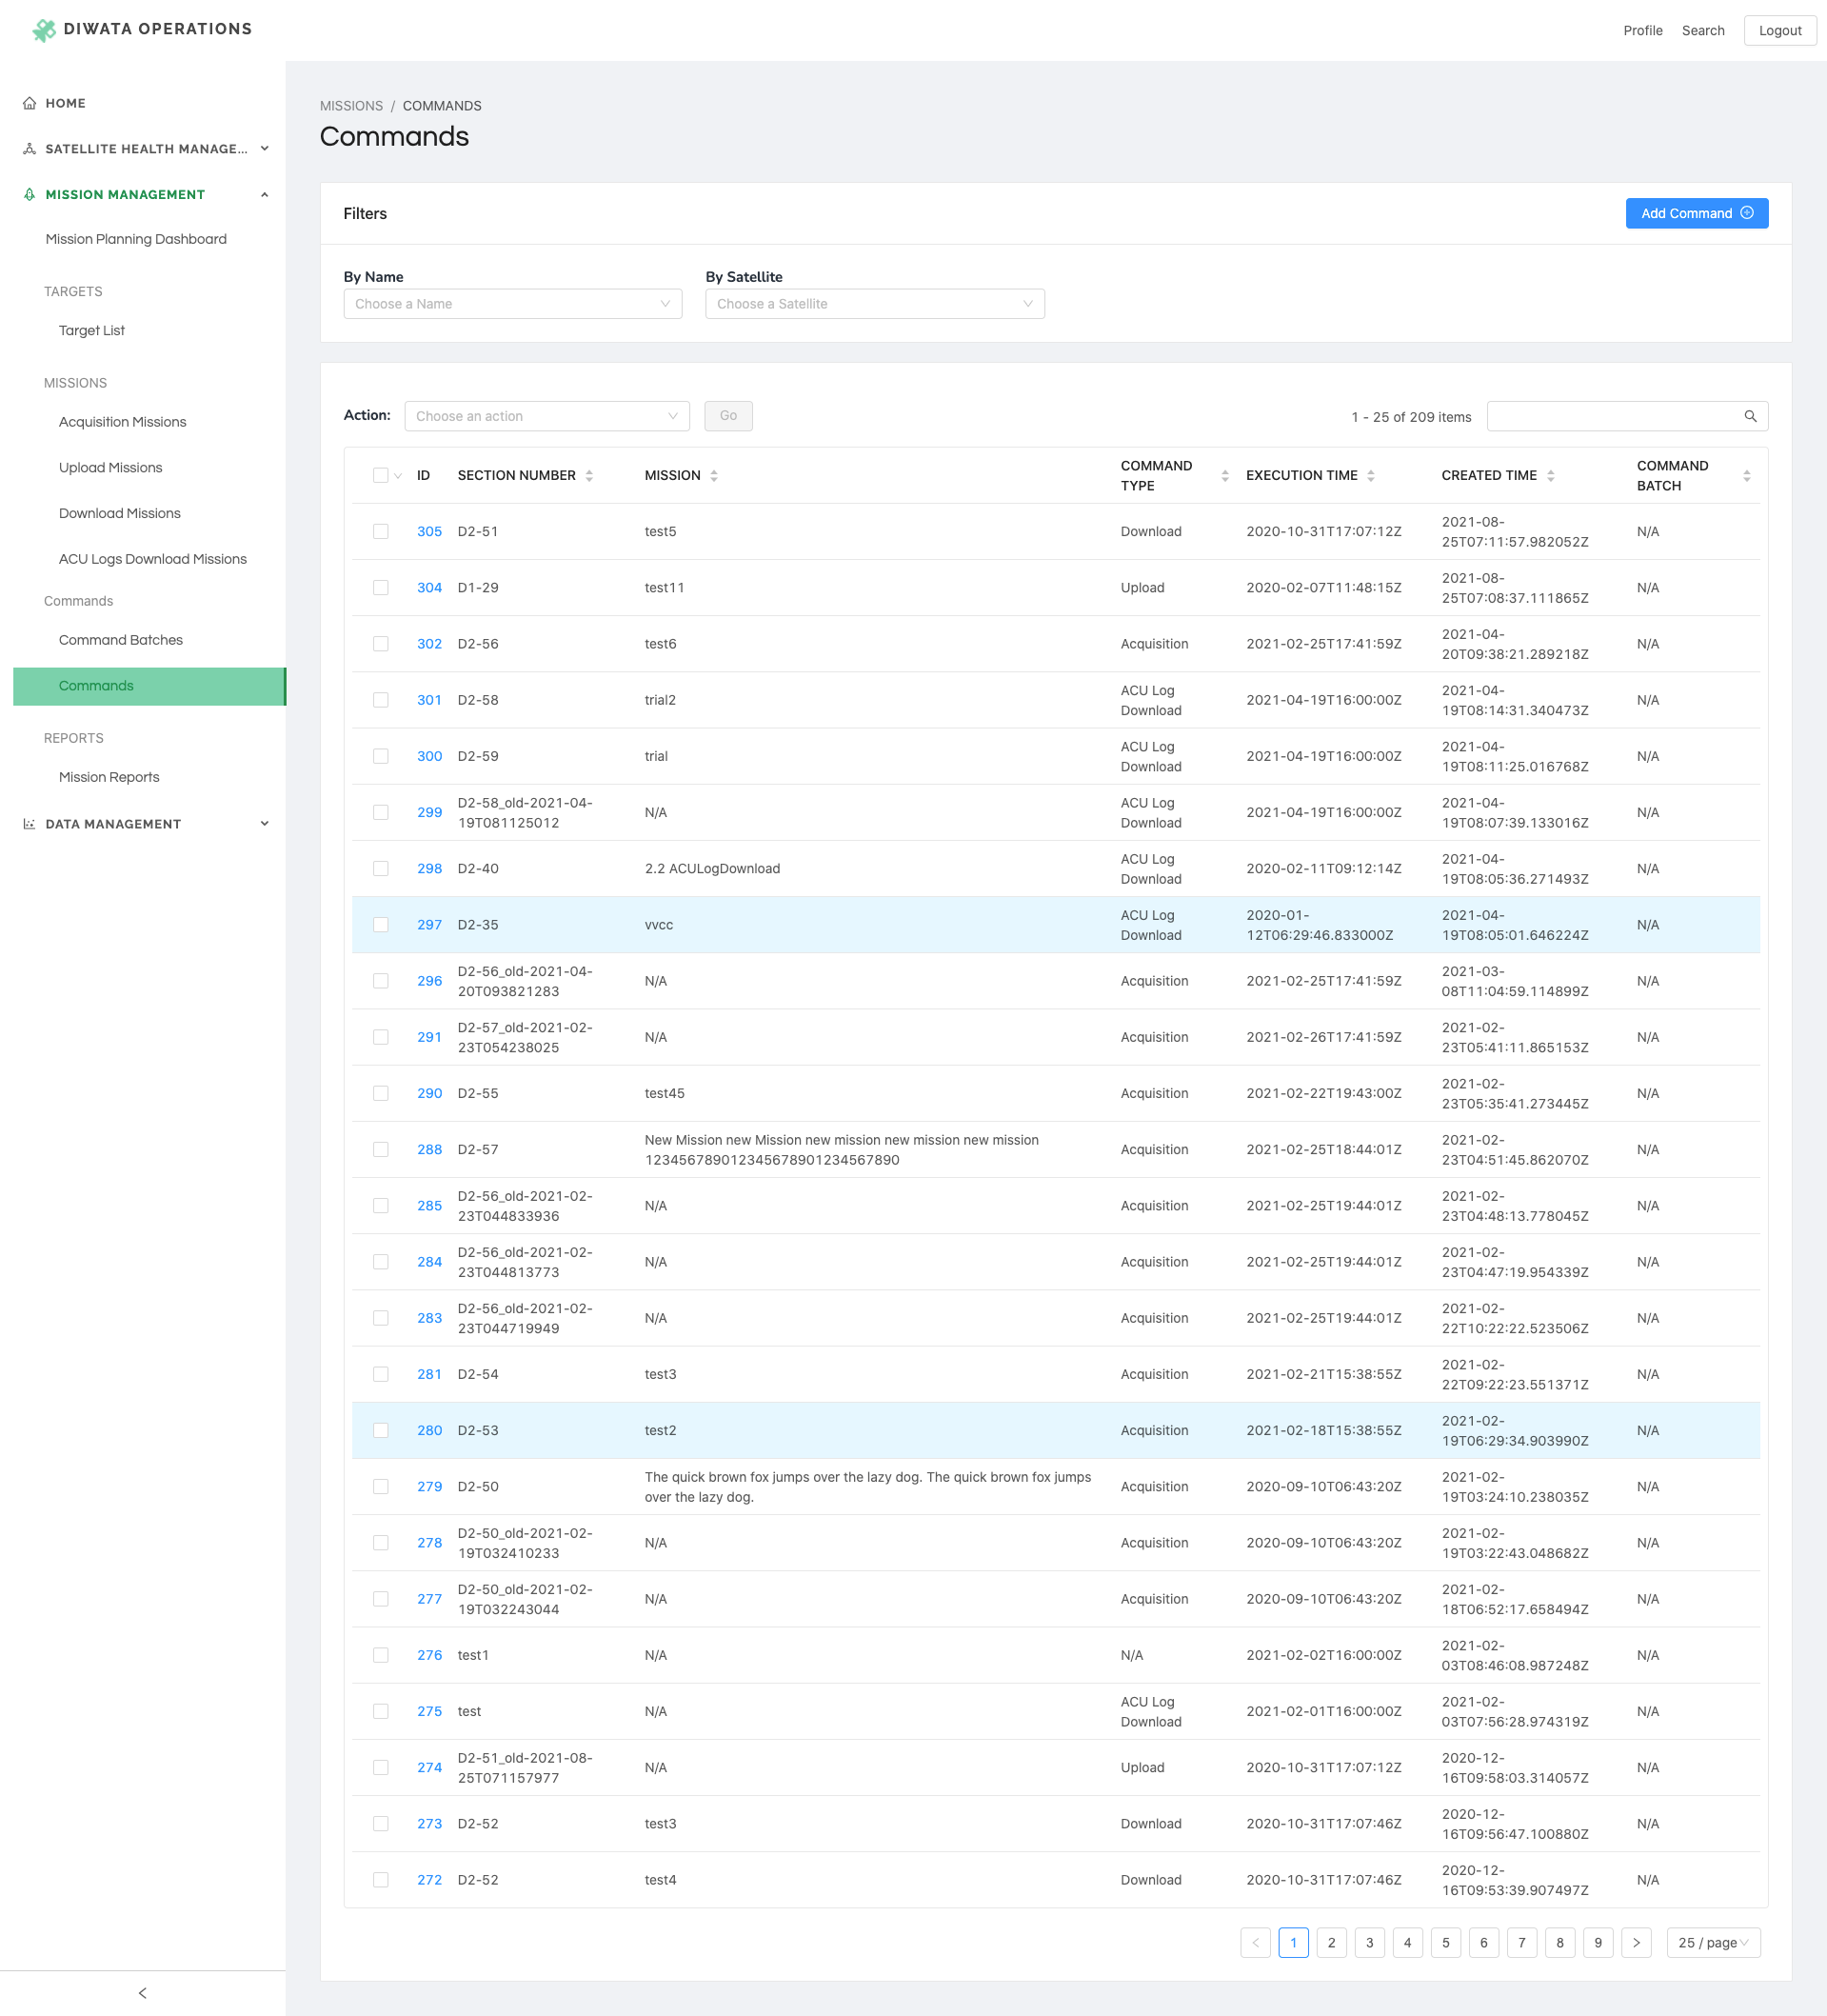 DIWATA OPERATIONS
Profile
Search
Logout
HOME
SATELLITE HEALTH MANAGE...
MISSION MANAGEMENT
Mission Planning Dashboard
TARGETS
Target List
MISSIONS
Acquisition Missions
Upload Missions
Download Missions
ACU Logs Download Missions
Commands
Command Batches
Commands
REPORTS
Mission Reports
DATA MANAGEMENT
MISSIONS / COMMANDS
Commands
Filters
Add Command
By Name
Choose a Name
By Satellite
Choose a Satellite
Action:
Choose an action
Go
1 - 25 of 209 items
ID
SECTION NUMBER
MISSION
COMMAND
TYPE
EXECUTION TIME
CREATED TIME
COMMAND
BATCH
305
D2-51
test5
Download
2020-10-31T17:07:12Z
2021-08-
25T07:11:57.982052Z
N/A
304
D1-29
test11
Upload
2020-02-07T11:48:15Z
2021-08-
25T07:08:37.111865Z
N/A
302
D2-56
test6
Acquisition
2021-02-25T17:41:59Z
2021-04-
20T09:38:21.289218Z
N/A
301
D2-58
trial2
ACU Log
Download
2021-04-19T16:00:00Z
2021-04-
19T08:14:31.340473Z
N/A
300
D2-59
trial
ACU Log
Download
2021-04-19T16:00:00Z
2021-04-
19T08:11:25.016768Z
N/A
299
D2-58_old-2021-04-
19T081125012
N/A
ACU Log
Download
2021-04-19T16:00:00Z
2021-04-
19T08:07:39.133016Z
N/A
298
D2-40
2.2 ACULogDownload
ACU Log
Download
2020-02-11T09:12:14Z
2021-04-
19T08:05:36.271493Z
N/A
297
D2-35
vvcc
ACU Log
Download
2020-01-
12T06:29:46.833000Z
2021-04-
19T08:05:01.646224Z
N/A
296
D2-56_old-2021-04-
20T093821283
N/A
Acquisition
2021-02-25T17:41:59Z
2021-03-
08T11:04:59.114899Z
N/A
291
D2-57_old-2021-02-
23T054238025
N/A
Acquisition
2021-02-26T17:41:59Z
2021-02-
23T05:41:11.865153Z
N/A
290
D2-55
test45
Acquisition
2021-02-22T19:43:00Z
2021-02-
23T05:35:41.273445Z
N/A
288
D2-57
New Mission new Mission new mission new mission new mission
123456789012345678901234567890
Acquisition
2021-02-25T18:44:01Z
2021-02-
23T04:51:45.862070Z
N/A
285
D2-56_old-2021-02-
23T044833936
N/A
Acquisition
2021-02-25T19:44:01Z
2021-02-
23T04:48:13.778045Z
N/A
284
D2-56_old-2021-02-
23T044813773
N/A
Acquisition
2021-02-25T19:44:01Z
2021-02-
23T04:47:19.954339Z
N/A
283
D2-56_old-2021-02-
23T044719949
N/A
Acquisition
2021-02-25T19:44:01Z
2021-02-
22T10:22:22.523506Z
N/A
281
D2-54
test3
Acquisition
2021-02-21T15:38:55Z
2021-02-
22T09:22:23.551371Z
N/A
280
D2-53
test2
Acquisition
2021-02-18T15:38:55Z
2021-02-
19T06:29:34.903990Z
N/A
279
D2-50
The quick brown fox jumps over the lazy dog. The quick brown fox jumps
over the lazy dog.
Acquisition
2020-09-10T06:43:20Z
2021-02-
19T03:24:10.238035Z
N/A
278
D2-50_old-2021-02-
19T032410233
N/A
Acquisition
2020-09-10T06:43:20Z
2021-02-
19T03:22:43.048682Z
N/A
277
D2-50_old-2021-02-
19T032243044
N/A
Acquisition
2020-09-10T06:43:20Z
2021-02-
18T06:52:17.658494Z
N/A
276
test1
N/A
N/A
2021-02-02T16:00:00Z
2021-02-
03T08:46:08.987248Z
N/A
275
test
N/A
ACU Log
Download
2021-02-01T16:00:00Z
2021-02-
03T07:56:28.974319Z
N/A
274
D2-51_old-2021-08-
25T071157977
N/A
Upload
2020-10-31T17:07:12Z
2020-12-
16T09:58:03.314057Z
N/A
273
D2-52
test3
Download
2020-10-31T17:07:46Z
2020-12-
16T09:56:47.100880Z
N/A
272
D2-52
test4
Download
2020-10-31T17:07:46Z
2020-12-
16T09:53:39.907497Z
N/A
1
2
3
4
5
6
7
8
9
25 / page